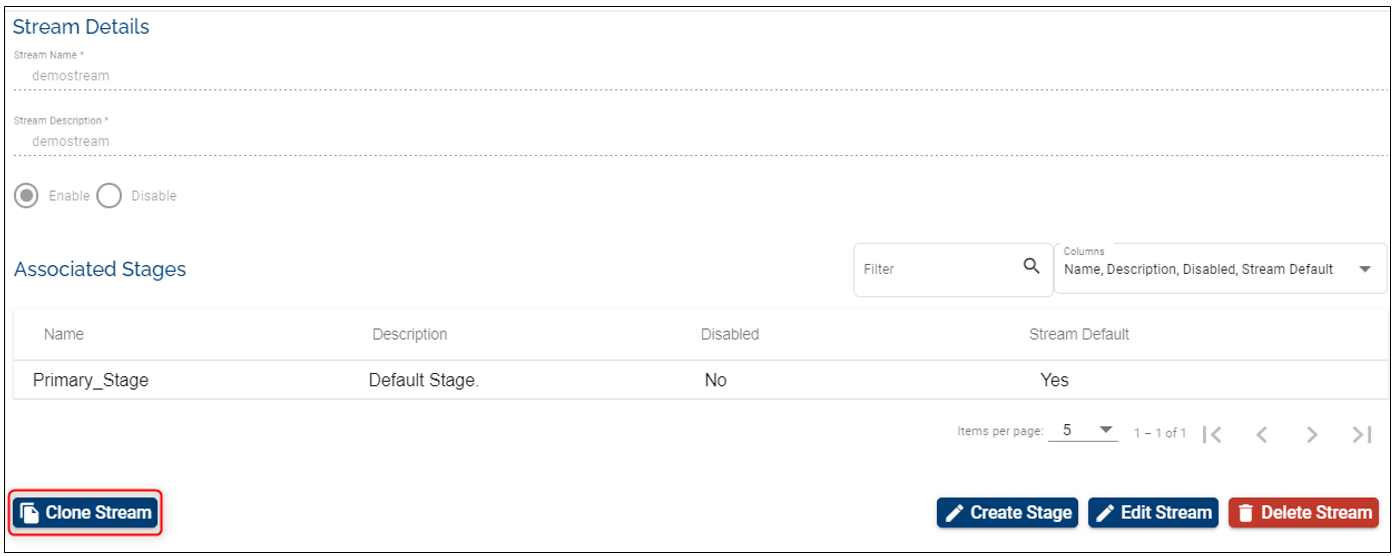 Stream Details
Stream Name *
demostream
Stream Description *
demostream
Enable Disable
Associated Stages
Filter
Columns
Name, Description, Disabled, Stream Default
Name Description Disabled Stream Default
Primary_Stage Default Stage. No Yes
Items per page: 5 1 – 1 of 1
Clone Stream Create Stage Edit Stream Delete Stream